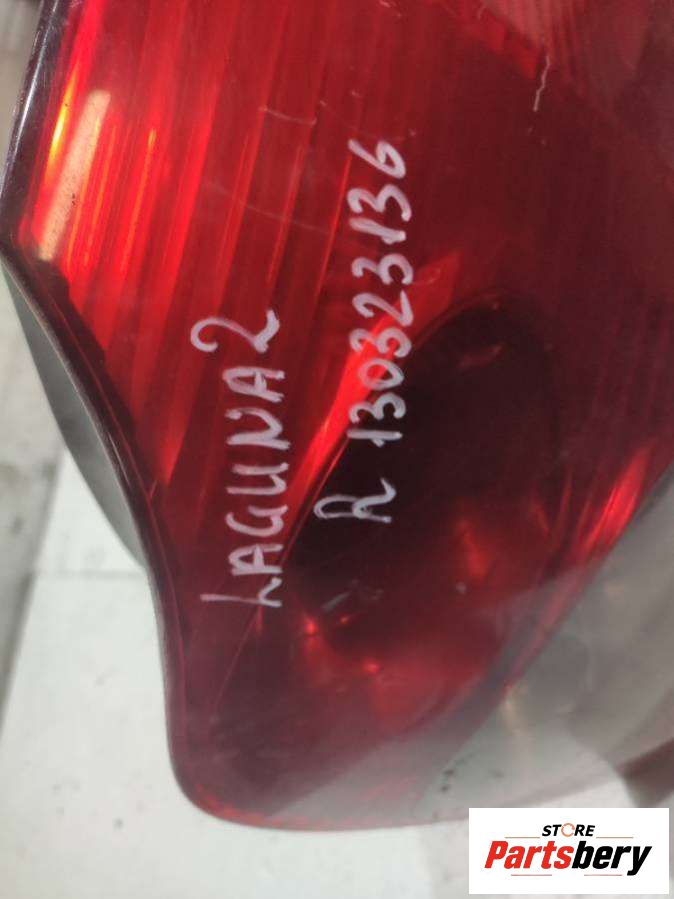 LAGUNA2
R 130323136
STORE
Partsbery